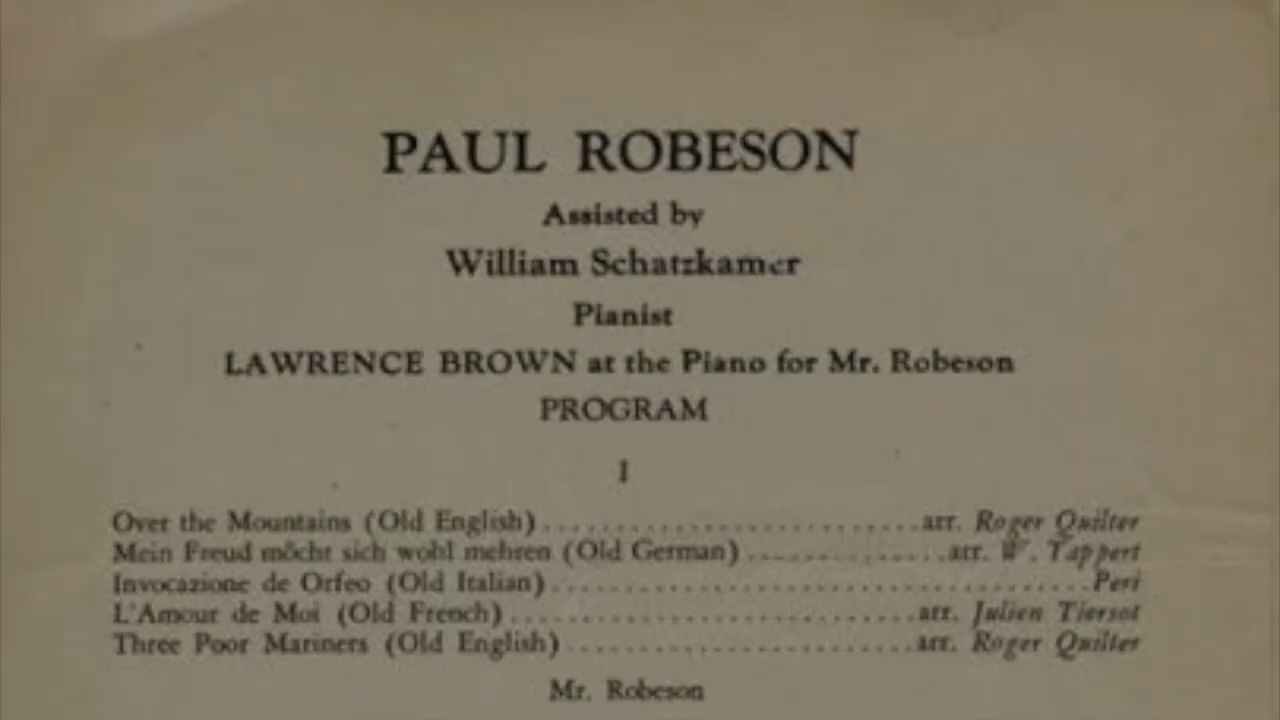 PAUL ROBESON
Assisted by
William Schatzkamer
Pianist
LAWRENCE BROWN at the Piano for Mr. Robeson
PROGRAM
I
Over the Mountains (Old English)..........................arr. Roger Quilter
Mein Freud möcht sich wohl mehren (Old German)..............arr. W. Tappert
Invocazione de Orfeo (Old Italian)....................................Peri
L'Amour de Moi (Old French)............................arr. Julien Tiersot
Three Poor Mariners (Old English).......................arr. Roger Quilter
Mr. Robeson